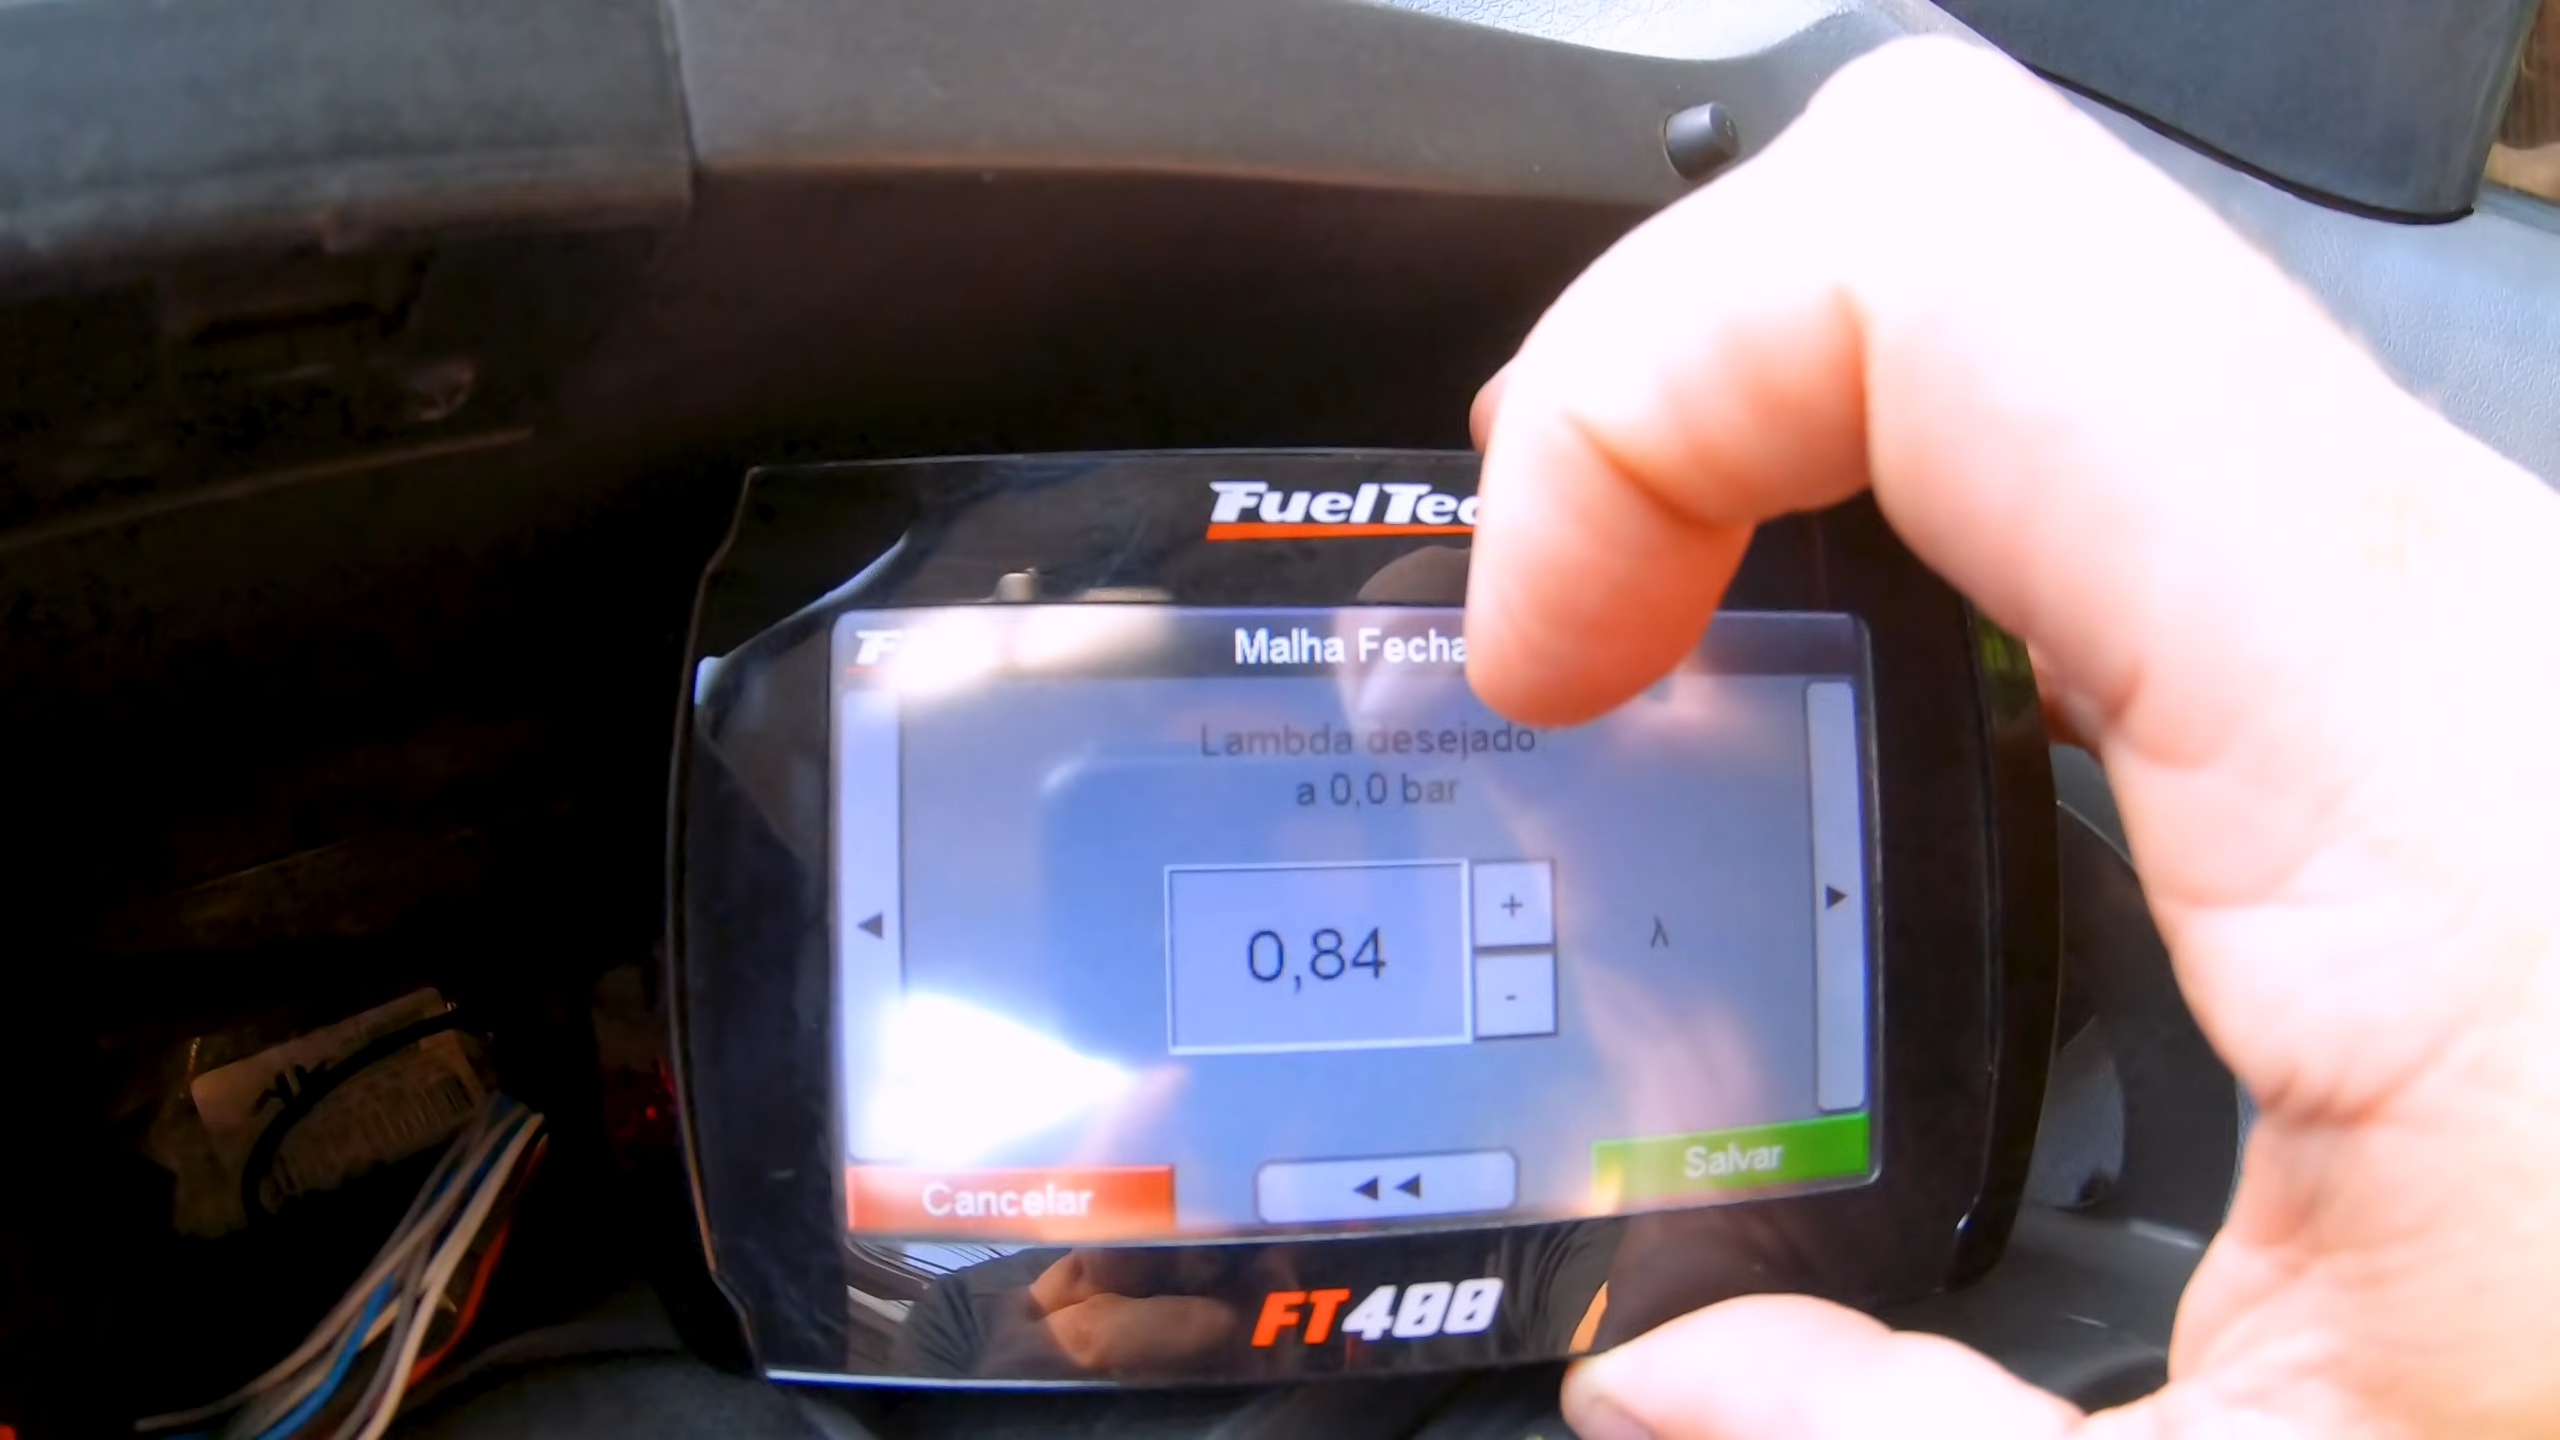 FuelTec
Malha Fecha
Lambda desejado
a 0,0 bar
0,84
+
-
λ
Cancelar
Salvar
FT400